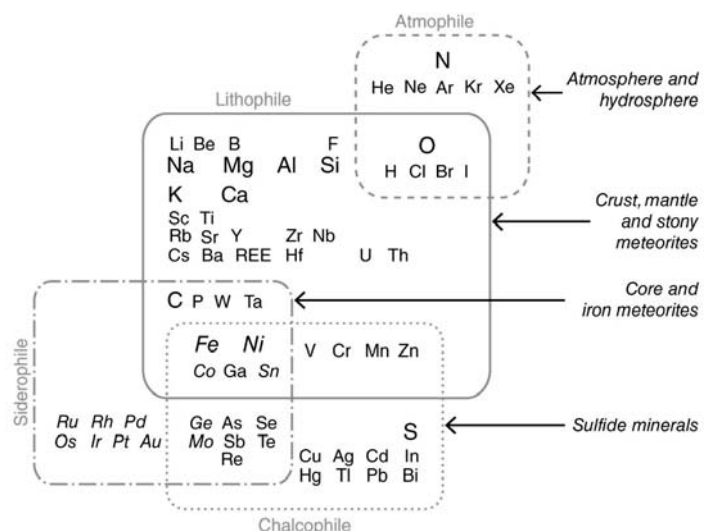 Atmophile
N
He Ne Ar Kr Xe
Atmosphere and
hydrosphere
Lithophile
Li Be B F
Na Mg Al Si
O
H Cl Br I
K Ca
Sc Ti
Rb Sr Y Zr Nb
Cs Ba REE Hf U Th
Crust, mantle
and stony
meteorites
C P W Ta
Core and
iron meteorites
Siderophile
Fe Ni
Co Ga Sn
V Cr Mn Zn
Ru Rh Pd
Os Ir Pt Au
Ge As Se
Mo Sb Te
Re
S
Cu Ag Cd In
Hg Tl Pb Bi
Sulfide minerals
Chalcophile